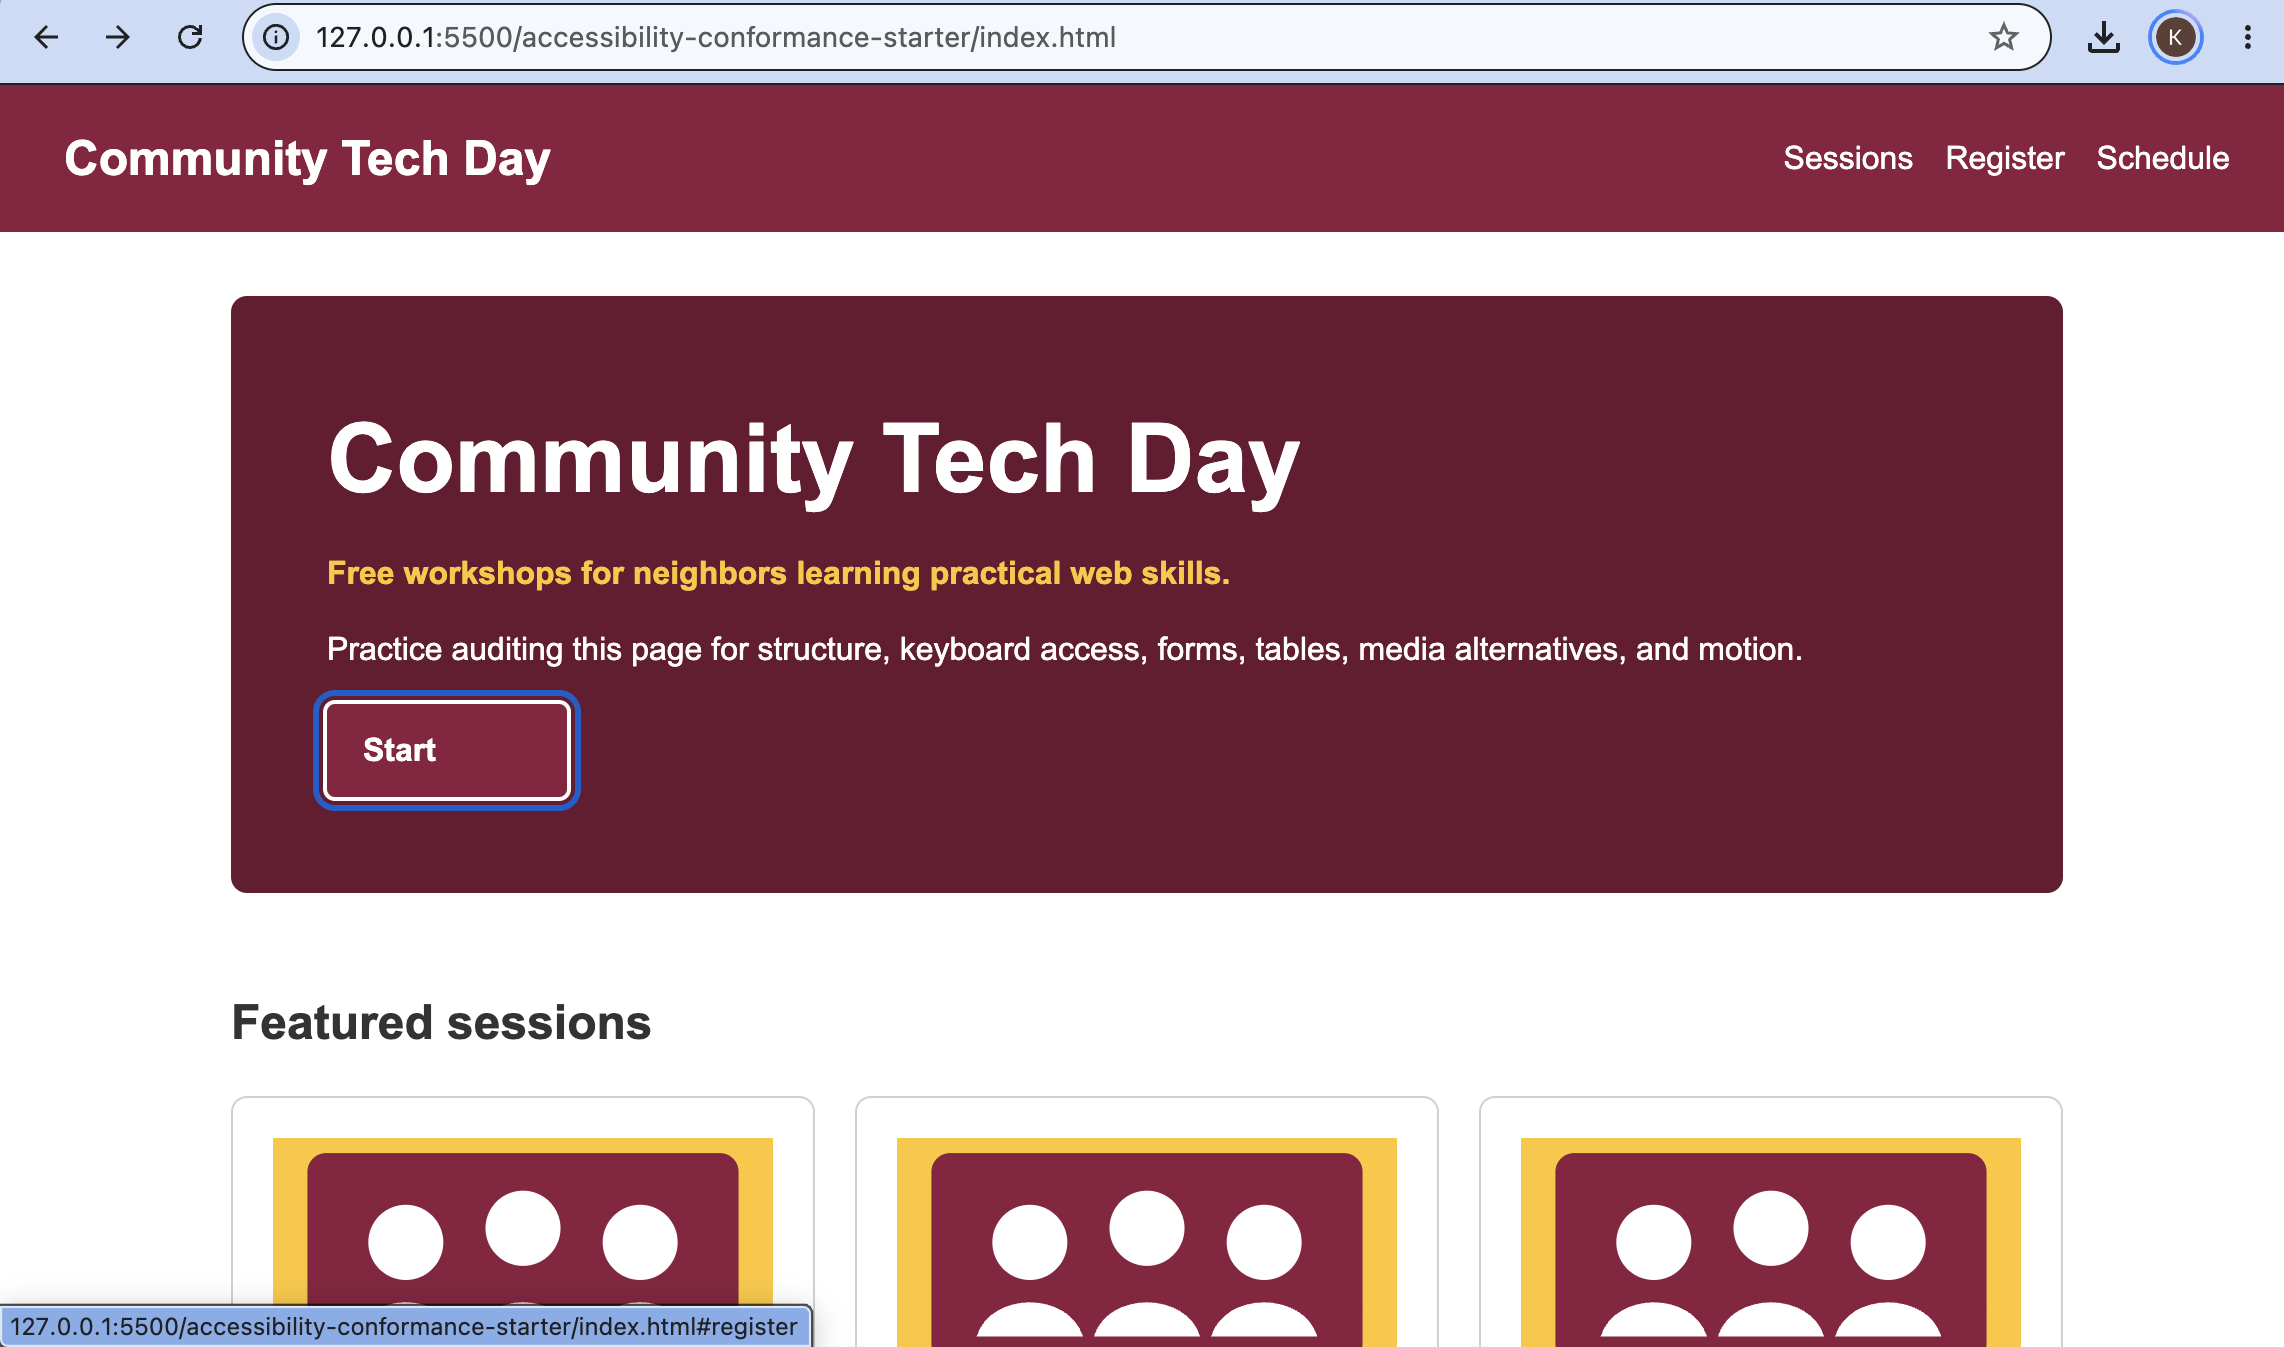 127.0.0.1:5500/accessibility-conformance-starter/index.html
K
Community Tech Day
Sessions Register Schedule
Community Tech Day
Free workshops for neighbors learning practical web skills.
Practice auditing this page for structure, keyboard access, forms, tables, media alternatives, and motion.
Start
Featured sessions
127.0.0.1:5500/accessibility-conformance-starter/index.html#register